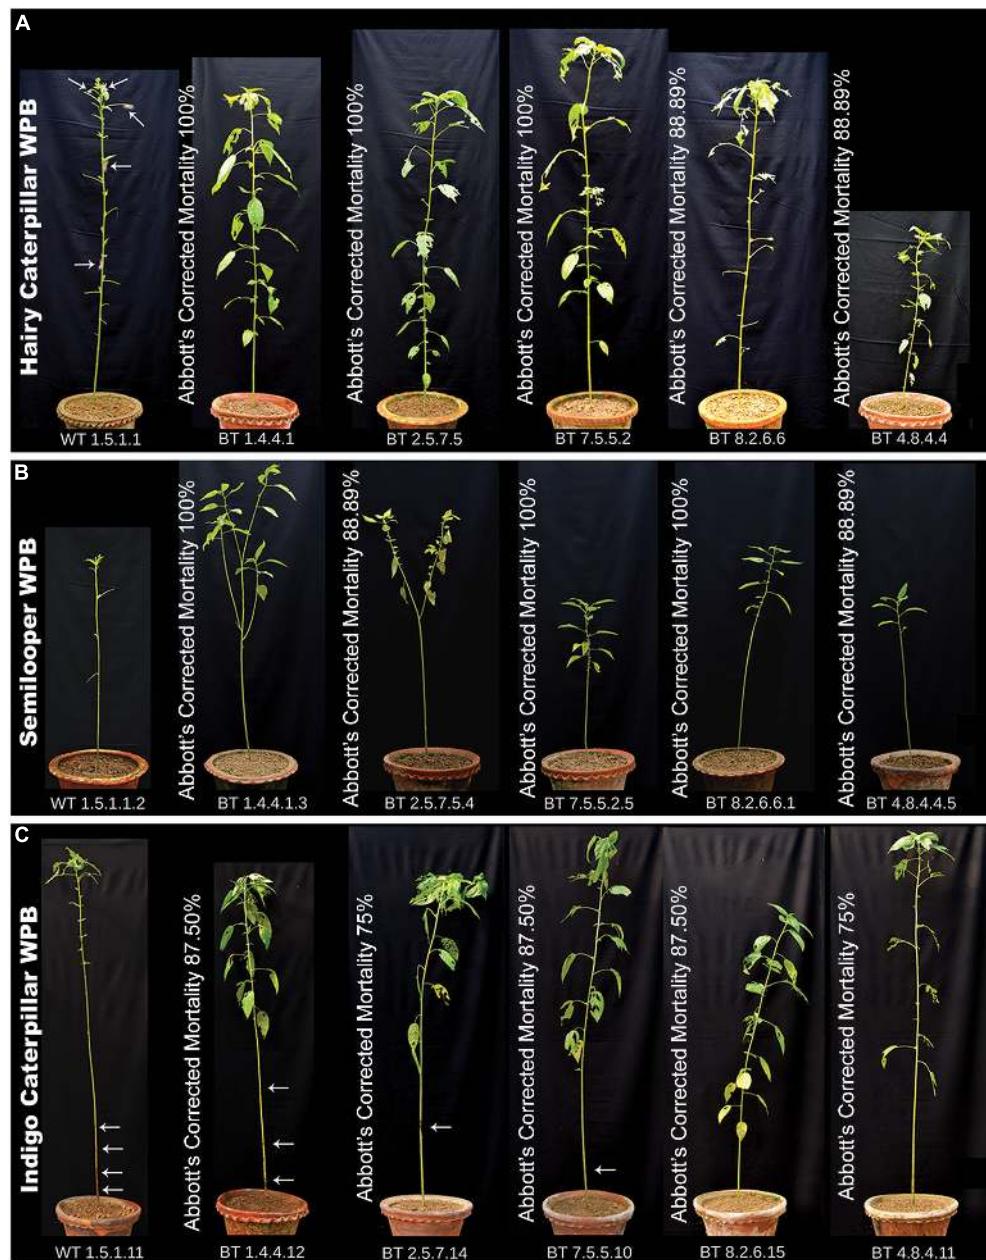 A
Hairy Caterpillar WPB
Abbott's Corrected Mortality 100%
Abbott's Corrected Mortality 100%
Abbott's Corrected Mortality 100%
Abbott's Corrected Mortality 88.89%
Abbott's Corrected Mortality 88.89%
WT 1.5.1.1
BT 1.4.4.1
BT 2.5.7.5
BT 7.5.5.2
BT 8.2.6.6
BT 4.8.4.4
B
Semilooper WPB
Abbott's Corrected Mortality 100%
Abbott's Corrected Mortality 88.89%
Abbott's Corrected Mortality 100%
Abbott's Corrected Mortality 100%
Abbott's Corrected Mortality 88.89%
WT 1.5.1.1.2
BT 1.4.4.1.3
BT 2.5.7.5.4
BT 7.5.5.2.5
BT 8.2.6.6.1
BT 4.8.4.4.5
C
Indigo Caterpillar WPB
Abbott's Corrected Mortality 87.50%
Abbott's Corrected Mortality 75%
Abbott's Corrected Mortality 87.50%
Abbott's Corrected Mortality 87.50%
Abbott's Corrected Mortality 75%
WT 1.5.1.11
BT 1.4.4.12
BT 2.5.7.14
BT 7.5.5.10
BT 8.2.6.15
BT 4.8.4.11